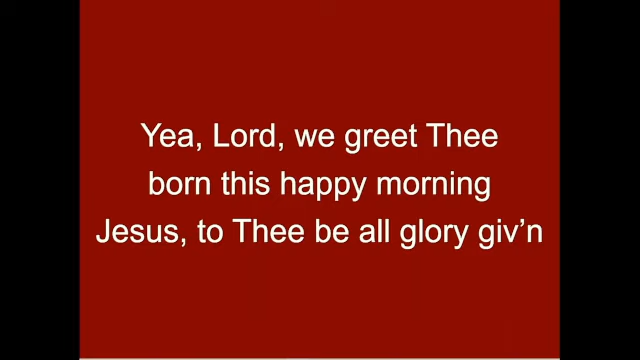 Yea, Lord, we greet Thee
born this happy morning
Jesus, to Thee be all glory giv’n